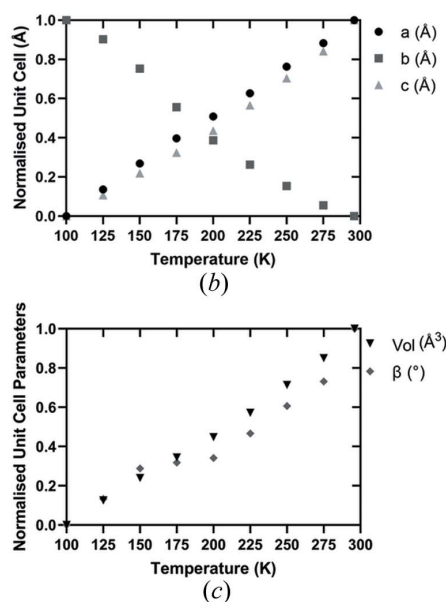 Normalised Unit Cell (Å)
1.0
0.8
0.6
0.4
0.2
0.0
100 125 150 175 200 225 250 275 300
Temperature (K)
a (Å)
b (Å)
c (Å)
(b)
Normalised Unit Cell Parameters
1.0
0.8
0.6
0.4
0.2
0.0
100 125 150 175 200 225 250 275 300
Temperature (K)
Vol (Å³)
β (°)
(c)